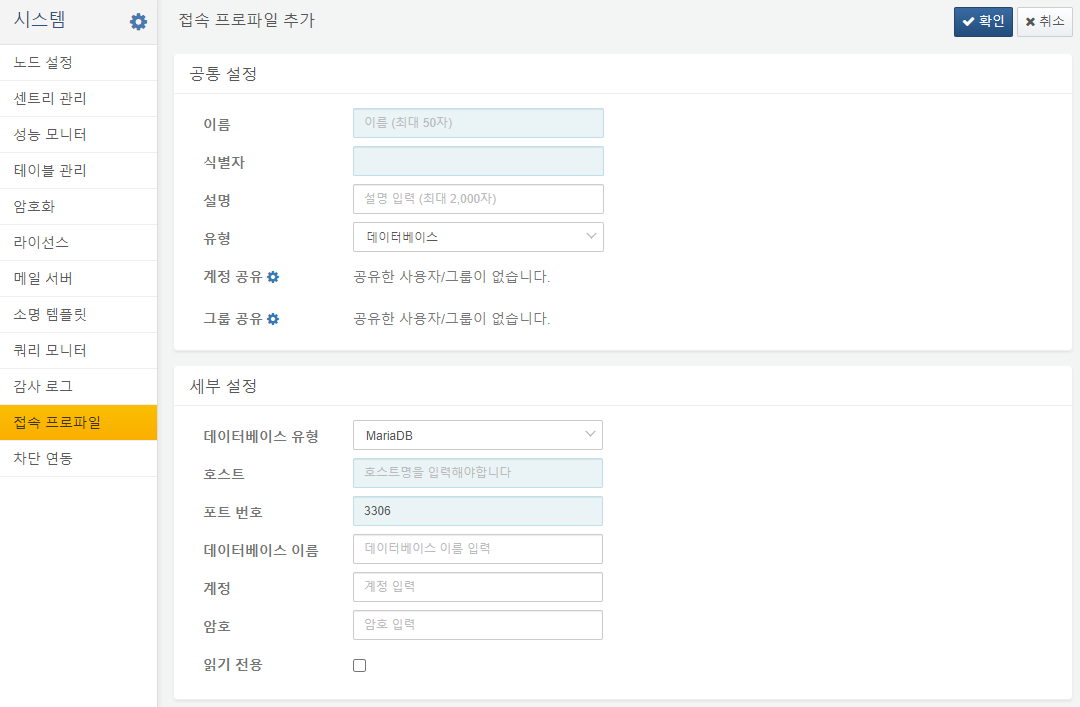 시스템
노드 설정
센트리 관리
성능 모니터
테이블 관리
암호화
라이선스
메일 서버
소명 템플릿
쿼리 모니터
감사 로그
접속 프로파일
차단 연동
접속 프로파일 추가
확인
취소
공통 설정
이름
이름 (최대 50자)
식별자
설명
설명 입력 (최대 2,000자)
유형
데이터베이스
계정 공유
공유한 사용자/그룹이 없습니다.
그룹 공유
공유한 사용자/그룹이 없습니다.
세부 설정
데이터베이스 유형
MariaDB
호스트
호스트명을 입력해야합니다
포트 번호
3306
데이터베이스 이름
데이터베이스 이름 입력
계정
계정 입력
암호
암호 입력
읽기 전용